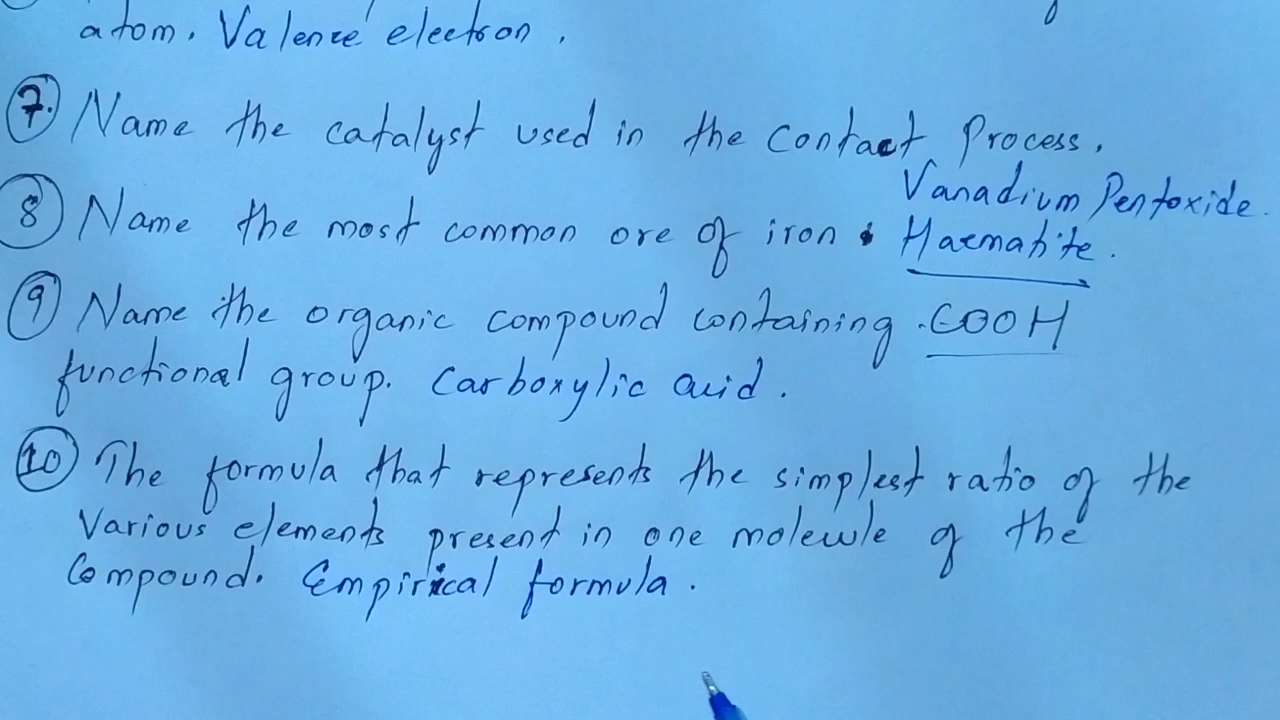 atom. Valence electron.
7. Name the catalyst used in the Contact Process.
Vanadium Pentoxide.
8 Name the most common ore of iron. Haematite.
9 Name the organic compound containing -COOH
functional group. Carboxylic acid.
10 The formula that represents the simplest ratio of the
Various elements present in one molecule of the
Compound. Empirical formula.